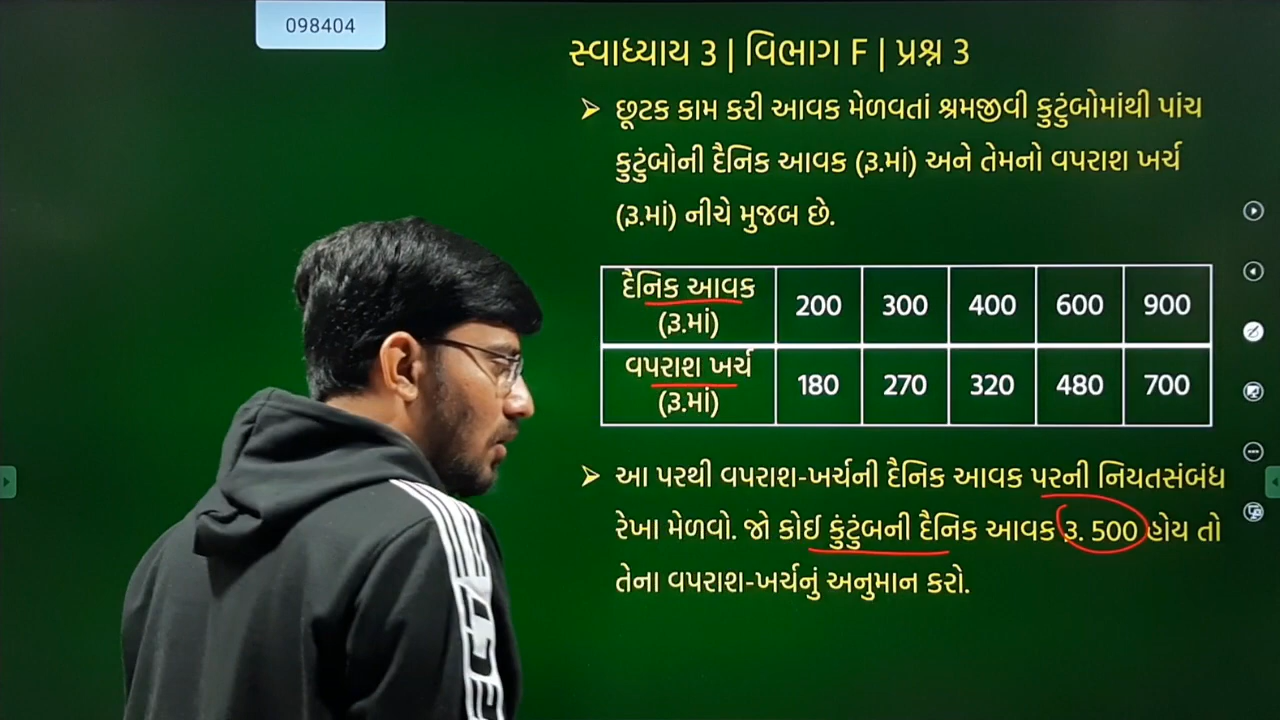 098404
સ્વાધ્યાય 3 | વિભાગ F | પ્રશ્ન 3
➢ છૂટક કામ કરી આવક મેળવતાં શ્રમજીવી કુટુંબોમાંથી પાંચ
કુટુંબોની દૈનિક આવક (રૂ.માં) અને તેમનો વપરાશ ખર્ચ
(રૂ.માં) નીચે મુજબ છે.
દૈનિક આવક (રૂ.માં) 200 300 400 600 900
વપરાશ ખર્ચ (રૂ.માં) 180 270 320 480 700
➢ આ પરથી વપરાશ-ખર્ચની દૈનિક આવક પરની નિયતસંબંધ
રેખા મેળવો. જો કોઈ કુંટુંબની દૈનિક આવક રૂ. 500 હોય તો
તેના વપરાશ-ખર્ચનું અનુમાન કરો.